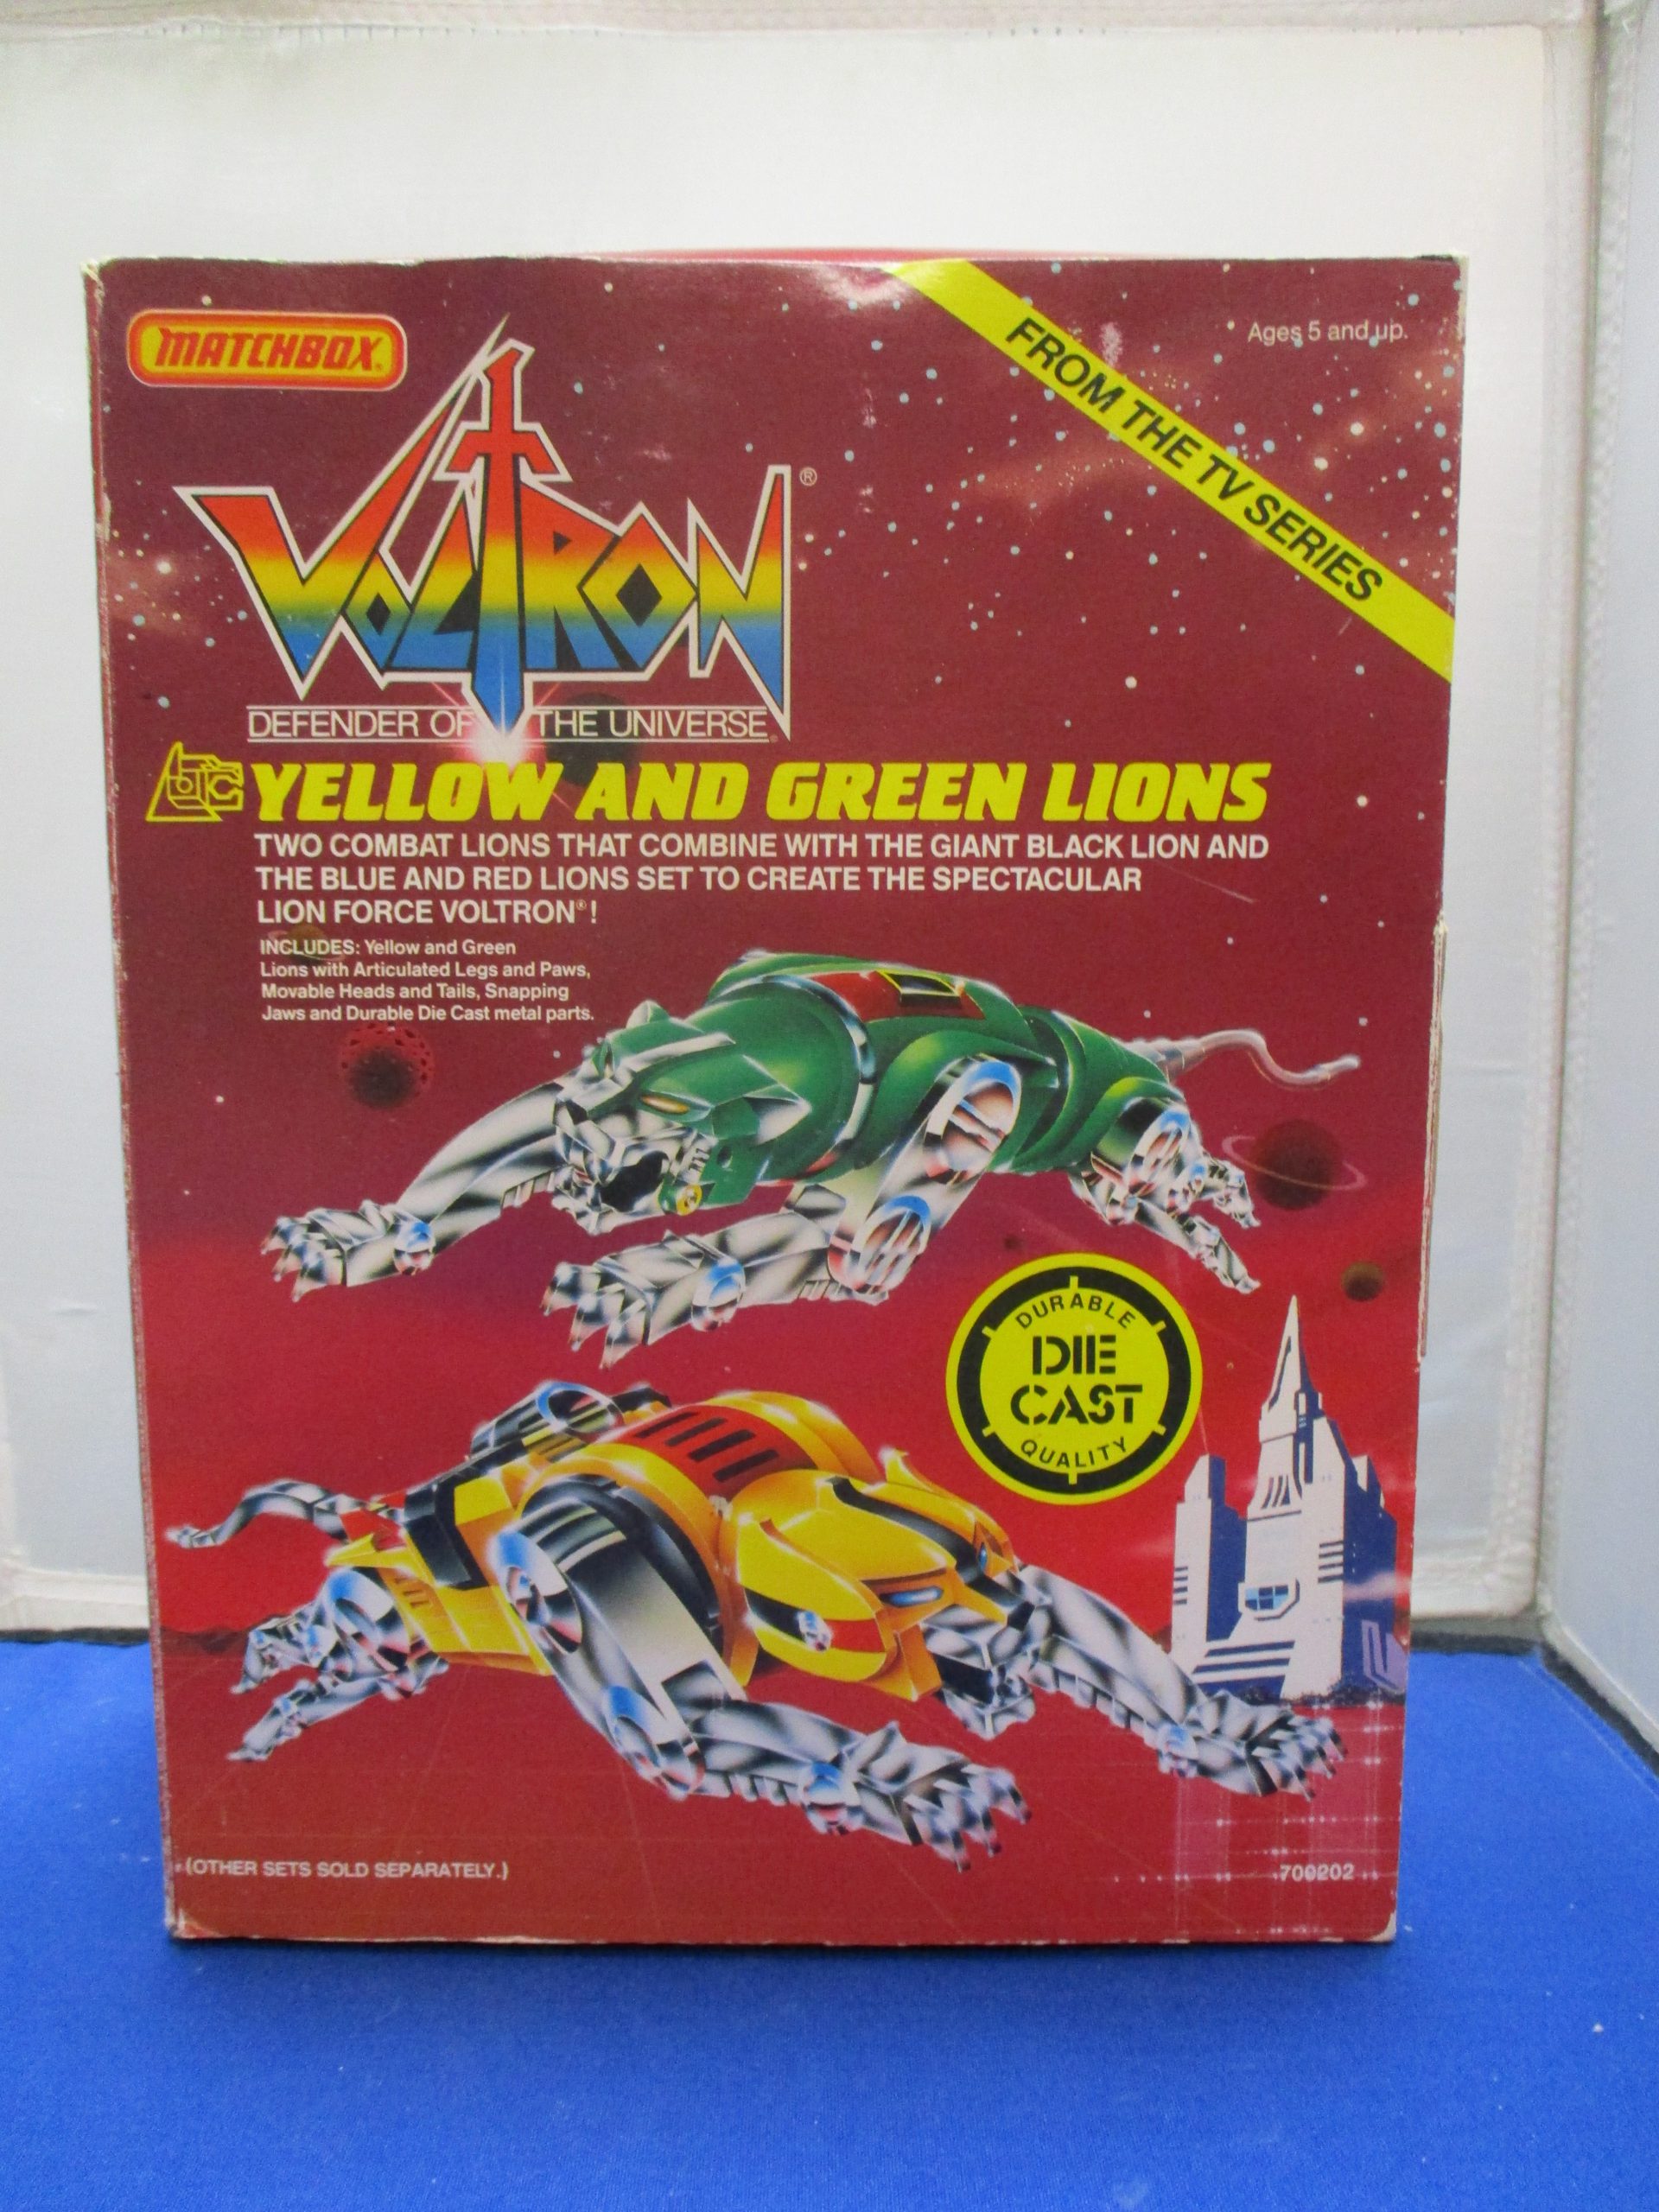 MATCHBOX®
Ages 5 and up.
FROM THE TV SERIES
VOLTRON®
DEFENDER OF THE UNIVERSE®
YELLOW AND GREEN LIONS
TWO COMBAT LIONS THAT COMBINE WITH THE GIANT BLACK LION AND
THE BLUE AND RED LIONS SET TO CREATE THE SPECTACULAR
LION FORCE VOLTRON®!
INCLUDES: Yellow and Green
Lions with Articulated Legs and Paws,
Movable Heads and Tails, Snapping
Jaws and Durable Die Cast metal parts.
DURABLE
DIE
CAST
QUALITY
(OTHER SETS SOLD SEPARATELY.)
700202